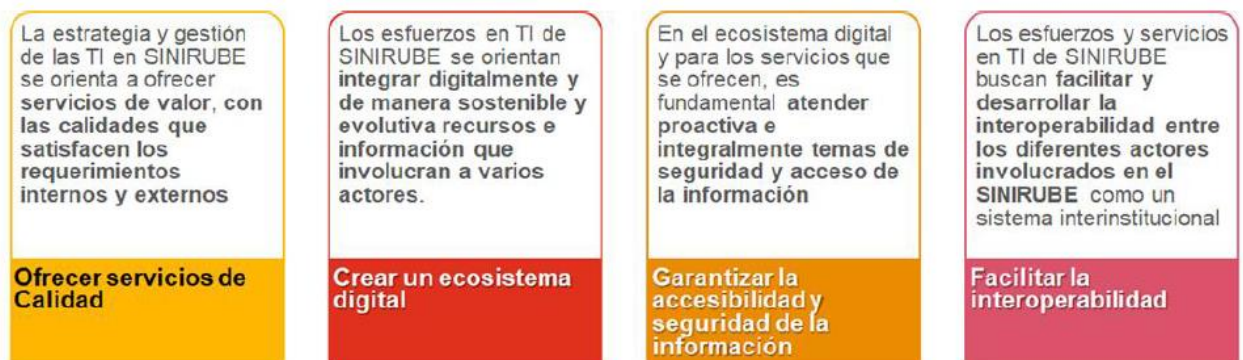 La estrategia y gestión
de las TI en SINIRUBE
se orienta a ofrecer
servicios de valor, con
las calidades que
satisfacen los
requerimientos
internos y externos
Ofrecer servicios de
Calidad
Los esfuerzos en TI de
SINIRUBE se orientan
integrar digitalmente y
de manera sostenible y
evolutiva recursos e
información que
involucran a varios
actores.
Crear un ecosistema
digital
En el ecosistema digital
y para los servicios que
se ofrecen, es
fundamental atender
proactiva e
integralmente temas de
seguridad y acceso de
la información
Garantizar la
accesibilidad y
seguridad de la
información
Los esfuerzos y servicios
en TI de SINIRUBE
buscan facilitar y
desarrollar la
interoperabilidad entre
los diferentes actores
involucrados en el
SINIRUBE como un
sistema interinstitucional
Facilitar la
interoperabilidad